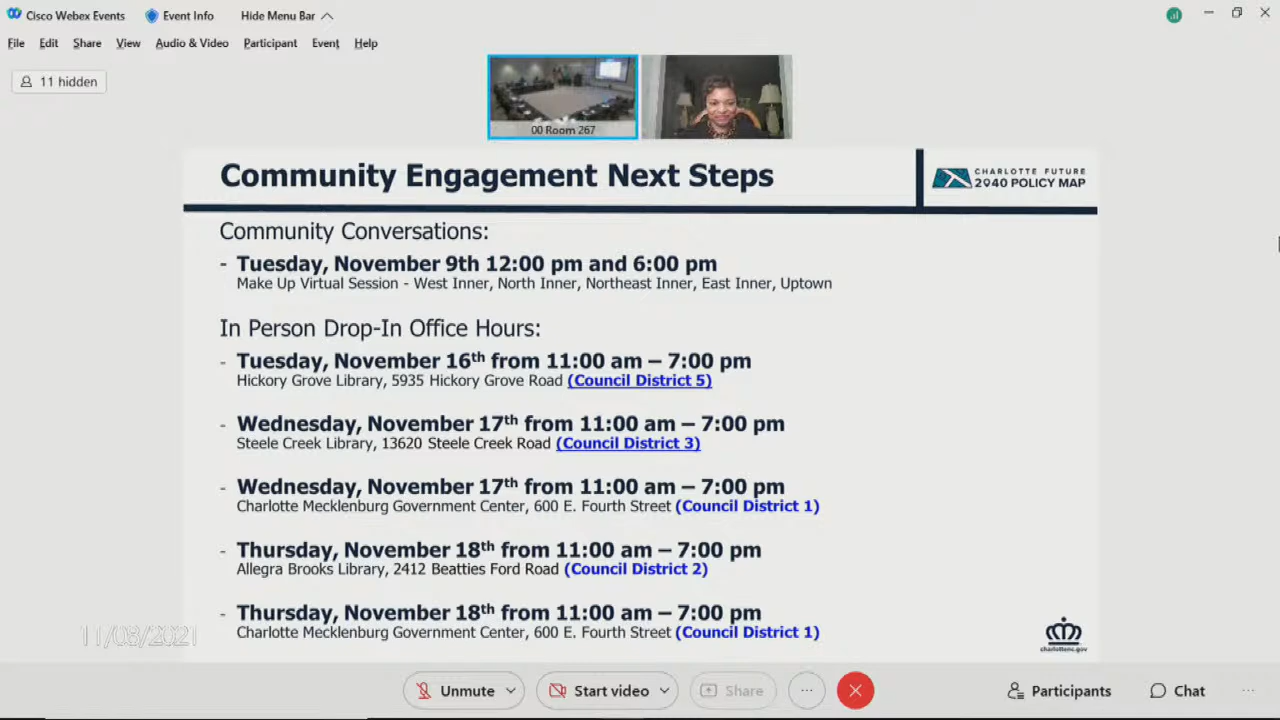 Cisco Webex Events Event Info Hide Menu Bar
File Edit Share View Audio & Video Participant Event Help
11 hidden
00 Room 267
Community Engagement Next Steps
CHARLOTTE FUTURE
2040 POLICY MAP
Community Conversations:
- Tuesday, November 9th 12:00 pm and 6:00 pm
Make Up Virtual Session - West Inner, North Inner, Northeast Inner, East Inner, Uptown
In Person Drop-In Office Hours:
- Tuesday, November 16th from 11:00 am – 7:00 pm
Hickory Grove Library, 5935 Hickory Grove Road (Council District 5)
- Wednesday, November 17th from 11:00 am – 7:00 pm
Steele Creek Library, 13620 Steele Creek Road (Council District 3)
- Wednesday, November 17th from 11:00 am – 7:00 pm
Charlotte Mecklenburg Government Center, 600 E. Fourth Street (Council District 1)
- Thursday, November 18th from 11:00 am – 7:00 pm
Allegra Brooks Library, 2412 Beatties Ford Road (Council District 2)
- Thursday, November 18th from 11:00 am – 7:00 pm
Charlotte Mecklenburg Government Center, 600 E. Fourth Street (Council District 1)
11/08/2021
charlottenc.gov
Unmute Start video Share Participants Chat